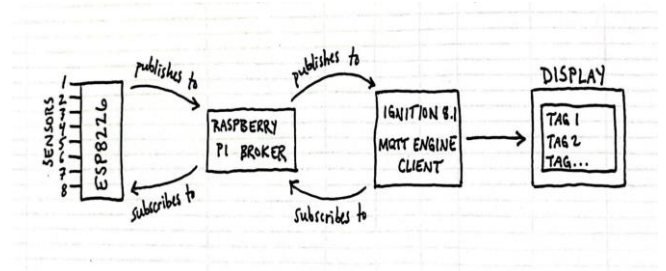 SENSORS
1
2
3
4
5
6
7
8
ESP8226
publishes to
subscribes to
RASPBERRY
PI BROKER
publishes to
subscribes to
IGNITION 8.1
MQTT ENGINE
CLIENT
DISPLAY
TAG 1
TAG 2
TAG...